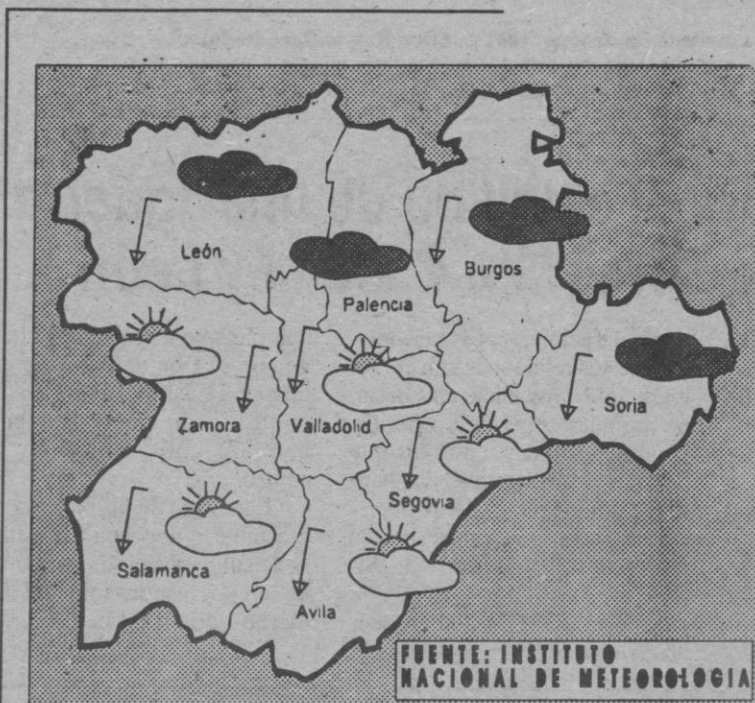 León
Burgos
Palencia
Soria
Zamora
Valladolid
Segovia
Salamanca
Avila
FUENTE: INSTITUTO
NACIONAL DE METEOROLOGIA